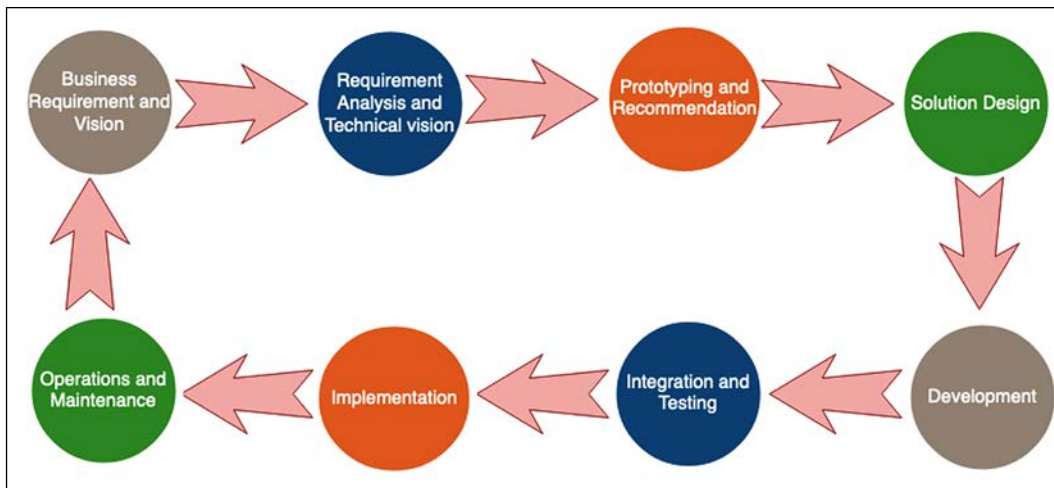 Business
Requirement and
Vision
Requirement
Analysis and
Technical vision
Prototyping and
Recommendation
Solution Design
Development
Integration and
Testing
Implementation
Operations and
Maintenance